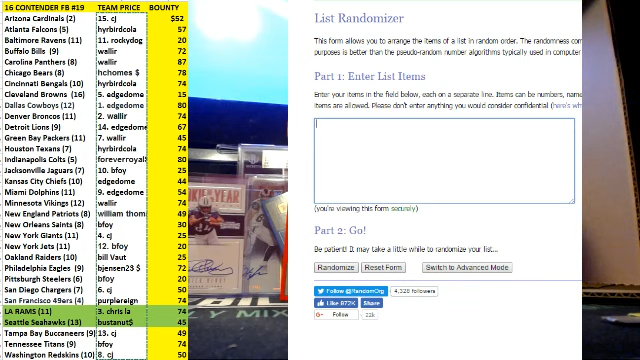 16 CONTENDER FB #19 TEAM PRICE BOUNTY
Arizona Cardinals (2) 15. cj $52
Atlanta Falcons (5) hyrbirdcola 57
Baltimore Ravens (11) 11. rockydog 20
Buffalo Bills (9) wallir 72
Carolina Panthers (8) wallir 87
Chicago Bears (8) hchomes $ 78
Cincinnati Bengals (10) hyrbirdcola 74
Cleveland Browns (16) 5. edgedome 15
Dallas Cowboys (12) 1. edgedome 80
Denver Broncos (11) 2. wallir 74
Detroit Lions (9) 14. edgedome 67
Green Bay Packers (11) 7. wallir 45
Houston Texans (7) hyrbirdcola 74
Indianapolis Colts (5) foreverroyal 80
Jacksonville Jaguars (7) 10. bfoy 25
Kansas City Chiefs (10) edgedome 44
Miami Dolphins (11) 9. edgedome 54
Minnesota Vikings (12) wallir 74
New England Patriots (8) william thom 49
New Orleans Saints (8) bfoy 30
New York Giants (11) 4. cj 25
New York Jets (11) 12. bfoy 20
Oakland Raiders (10) bill Vaut 25
Philadelphia Eagles (9) bjensen23 $ 72
Pittsburgh Steelers (6) bfoy 20
San Diego Chargers (7) 6. cj 50
San Francisco 49ers (4) purplereign 74
LA RAMS (11) 3. chris la 74
Seattle Seahawks (13) bustanut$ 45
Tampa Bay Buccaneers (9) 13. cj 49
Tennessee Titans (9) bfoy 74
Washington Redskins (10) 8. cj 50
List Randomizer
This form allows you to arrange the items of a list in random order. The randomness com
purposes is better than the pseudo-random number algorithms typically used in computer
Part 1: Enter List Items
Enter your items in the field below, each on a separate line. Items can be numbers, name
items are allowed. Please don't enter anything you would consider confidential (here's wh
(you're viewing this form securely)
Part 2: Go!
Be patient! It may take a little while to randomize your list...
Randomize Reset Form Switch to Advanced Mode
Follow @RandomOrg 4,328 followers
Like 872K Share
G+ Follow 22k